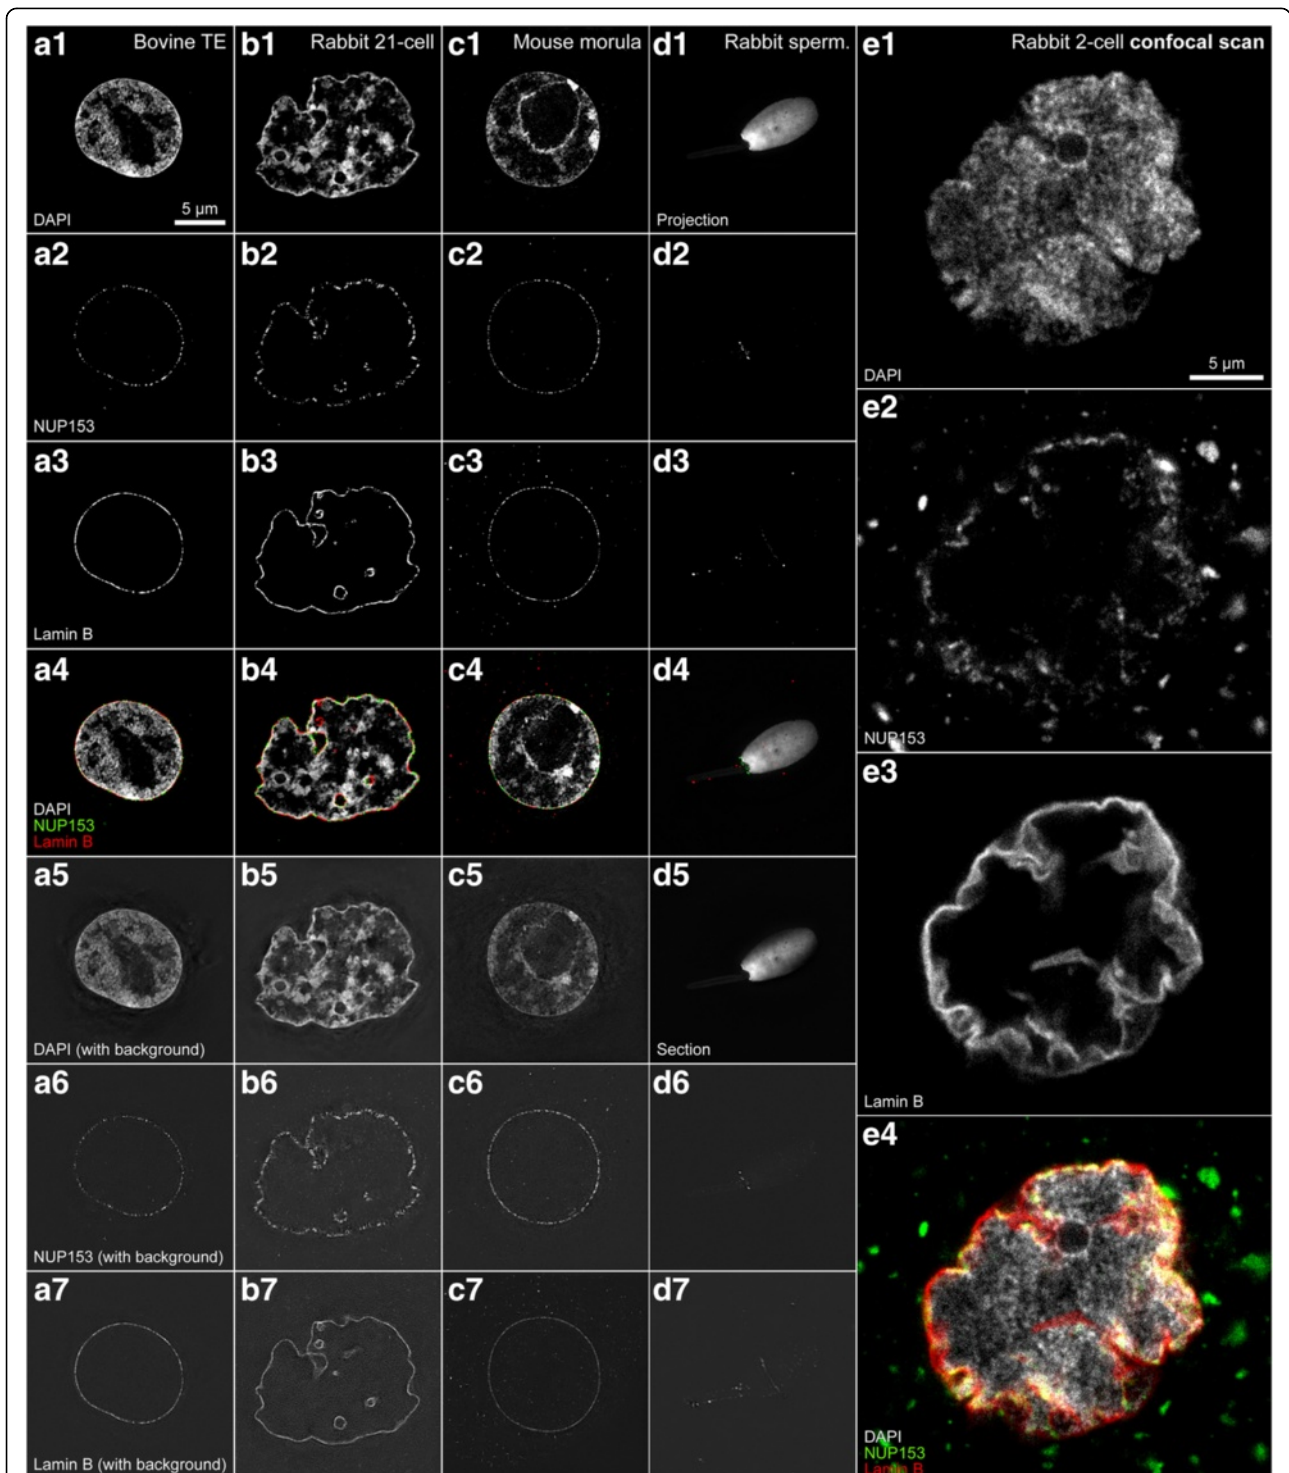 a1 Bovine TE b1 Rabbit 21-cell c1 Mouse morula d1 Rabbit sperm. e1 Rabbit 2-cell confocal scan
DAPI 5 µm Projection
a2 b2 c2 d2
DAPI 5 µm
e2
NUP153
a3 b3 c3 d3
Lamin B
a4 b4 c4 d4
NUP153
e3
DAPI
NUP153
Lamin B
a5 b5 c5 d5
DAPI (with background) Section
a6 b6 c6 d6
Lamin B
e4
NUP153 (with background)
a7 b7 c7 d7
DAPI
NUP153
Lamin B (with background) Lamin B